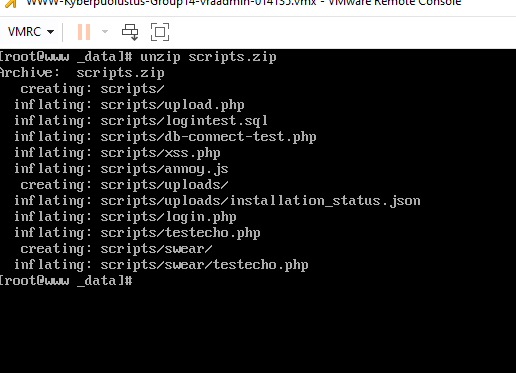 WWW-Kyberpuolustus-Group14-vraadmin-014135.vmx - VMware Remote Console
VMRC
[root@www _data]# unzip scripts.zip
Archive:  scripts.zip
   creating: scripts/
  inflating: scripts/upload.php
  inflating: scripts/logintest.sql
  inflating: scripts/db-connect-test.php
  inflating: scripts/xss.php
  inflating: scripts/annoy.js
   creating: scripts/uploads/
  inflating: scripts/uploads/installation_status.json
  inflating: scripts/login.php
  inflating: scripts/testecho.php
   creating: scripts/swear/
  inflating: scripts/swear/testecho.php
[root@www _data]#